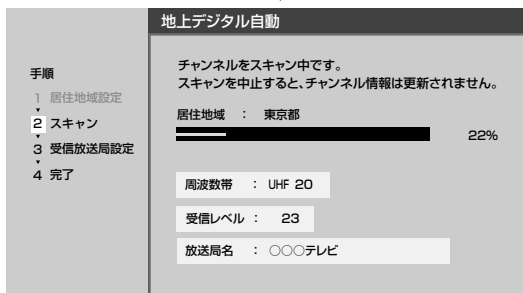 地上デジタル自動
手順
1 居住地域設定
2 スキャン
3 受信放送局設定
4 完了
チャンネルをスキャン中です。
スキャンを中止すると、チャンネル情報は更新されません。
居住地域 : 東京都
22%
周波数帯 : UHF 20
受信レベル : 23
放送局名 : ○○○テレビ